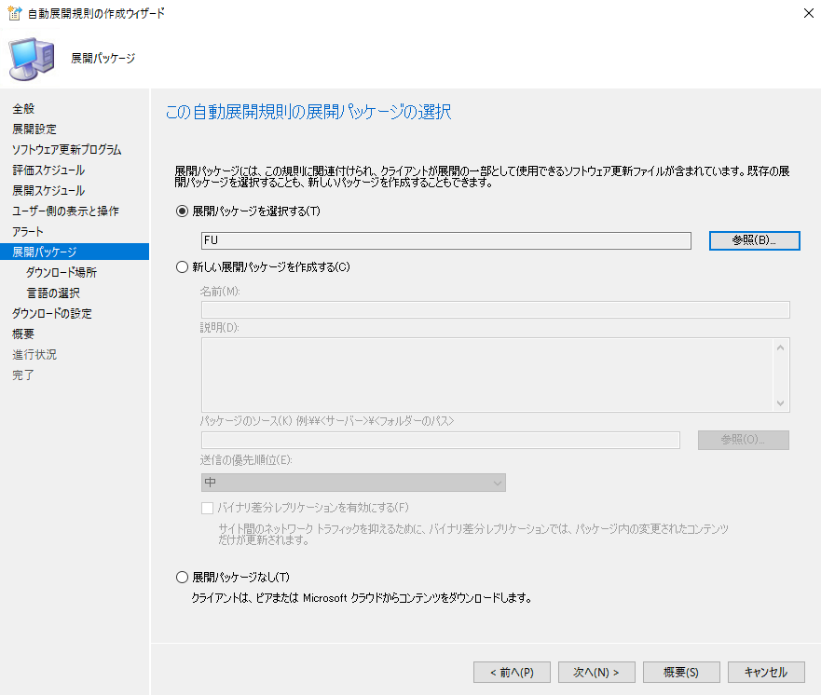 自動展開規則の作成ウィザード
展開パッケージ
全般
展開設定
ソフトウェア更新プログラム
評価スケジュール
展開スケジュール
ユーザー側の表示と操作
アラート
展開パッケージ
ダウンロード場所
言語の選択
ダウンロードの設定
概要
進行状況
完了
この自動展開規則の展開パッケージの選択
展開パッケージには、この規則に関連付けられ、クライアントが展開の一部として使用できるソフトウェア更新ファイルが含まれています。既存の展
開パッケージを選択することも、新しいパッケージを作成することもできます。
展開パッケージを選択する(T)
FU
参照(B)...
新しい展開パッケージを作成する(C)
名前(M):
説明(D):
パッケージのソース(K) 例¥¥<サーバー>¥<フォルダーのパス>
参照(O)...
送信の優先順位(E):
中
バイナリ差分レプリケーションを有効にする(F)
サイト間のネットワーク トラフィックを抑えるために、バイナリ差分レプリケーションでは、パッケージ内の変更されたコンテンツ
だけが更新されます。
展開パッケージなし(T)
クライアントは、ピアまたは Microsoft クラウドからコンテンツをダウンロードします。
< 前へ(P)
次へ(N) >
概要(S)
キャンセル